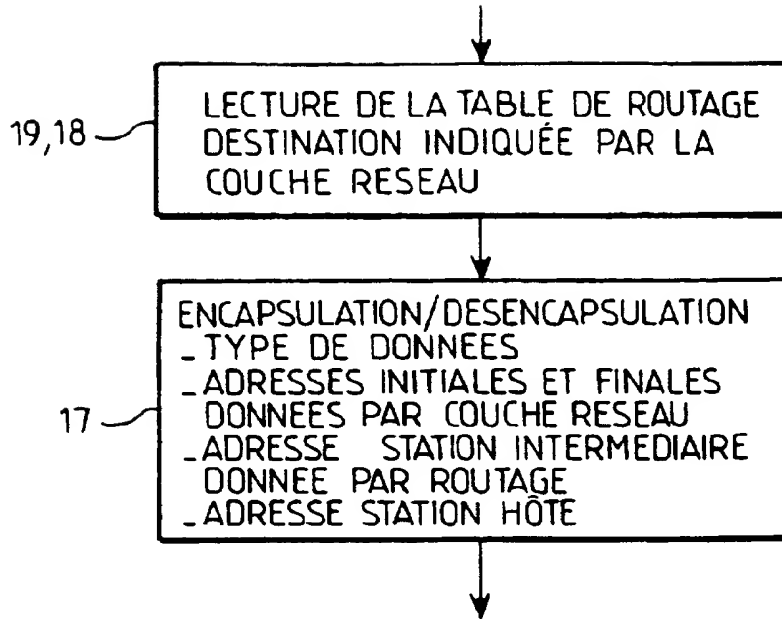 19,18
LECTURE DE LA TABLE DE ROUTAGE
DESTINATION INDIQUÉE PAR LA
COUCHE RESEAU
17
ENCAPSULATION/DESENCAPSULATION
_TYPE DE DONNEES
_ADRESSES INITIALES ET FINALES
DONNEES PAR COUCHE RESEAU
_ADRESSE STATION INTERMEDIAIRE
DONNEE PAR ROUTAGE
_ADRESSE STATION HÔTE